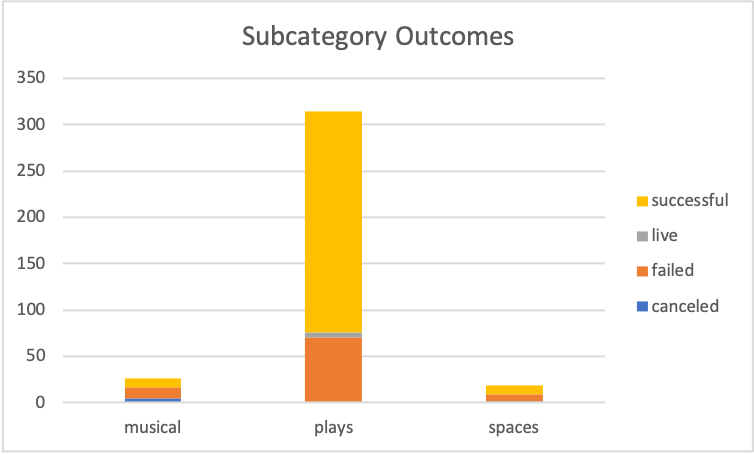 Subcategory Outcomes
350
300
250
200
150
100
50
0
musical plays spaces
successful
live
failed
canceled